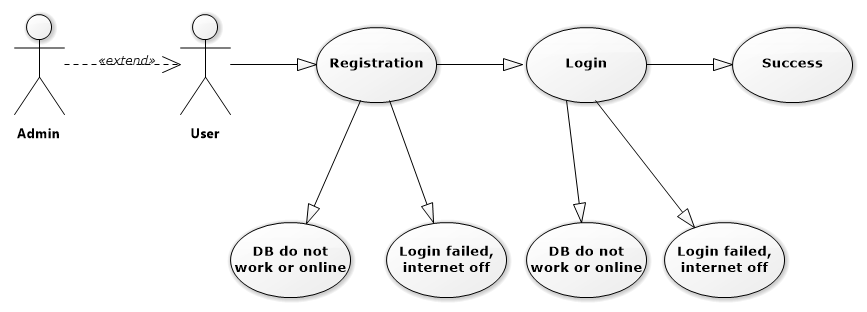 «extend»
Registration
Login
Success
Admin
User
DB do not
work or online
Login failed,
internet off
DB do not
work or online
Login failed,
internet off